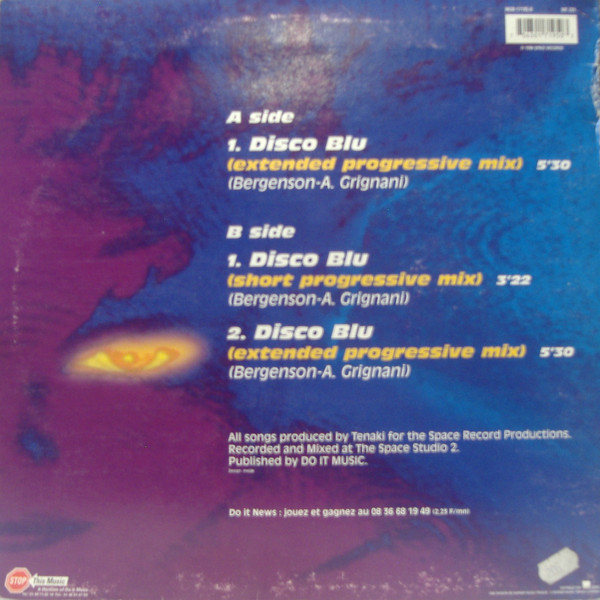 A side
1. Disco Blu
(extended progressive mix) 5'30
(Bergenson-A. Grignani)
B side
1. Disco Blu
(short progressive mix) 3'22
(Bergenson-A. Grignani)
2. Disco Blu
(extended progressive mix) 5'30
(Bergenson-A. Grignani)
All songs produced by Tenaki for the Space Record Productions.
Recorded and Mixed at The Space Studio 2.
Published by DO IT MUSIC.
Do it News : jouez et gagnez au 08 36 68 19 49 (2,23 F/mn)
STOP This Music